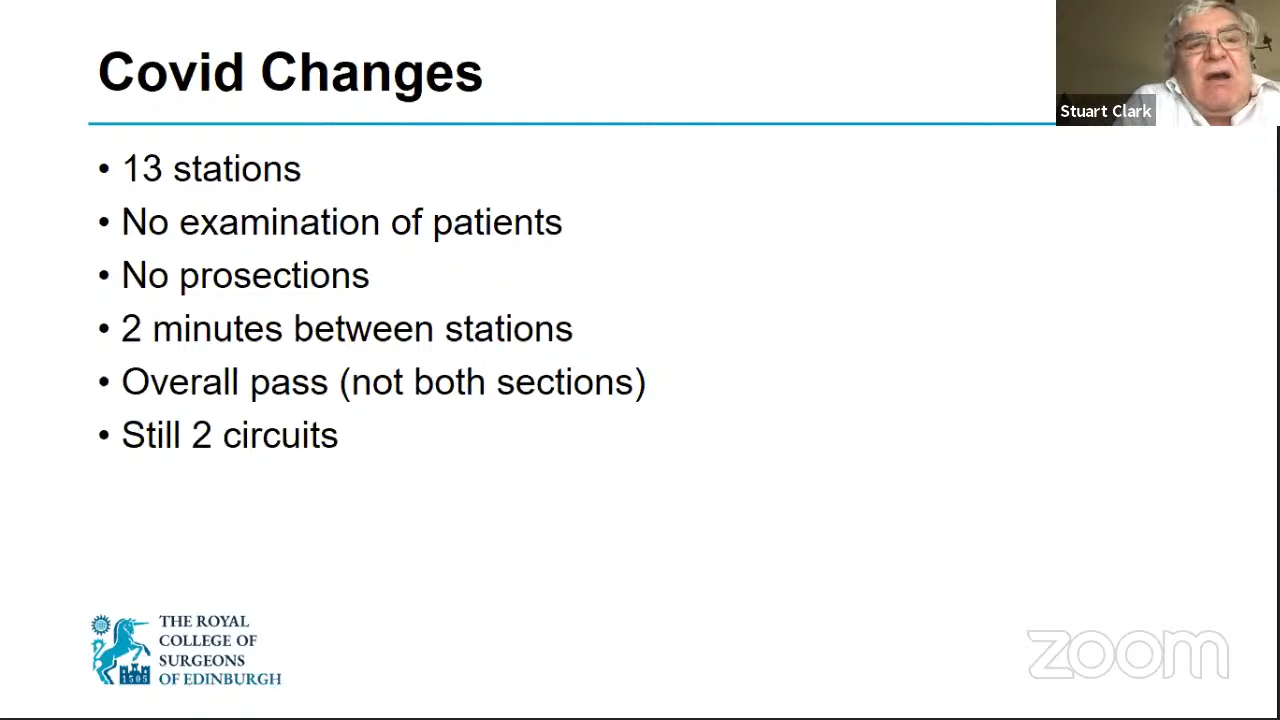 Covid Changes
Stuart Clark
• 13 stations
• No examination of patients
• No prosections
• 2 minutes between stations
• Overall pass (not both sections)
• Still 2 circuits
THE ROYAL
COLLEGE OF
SURGEONS
OF EDINBURGH
1505
zoom